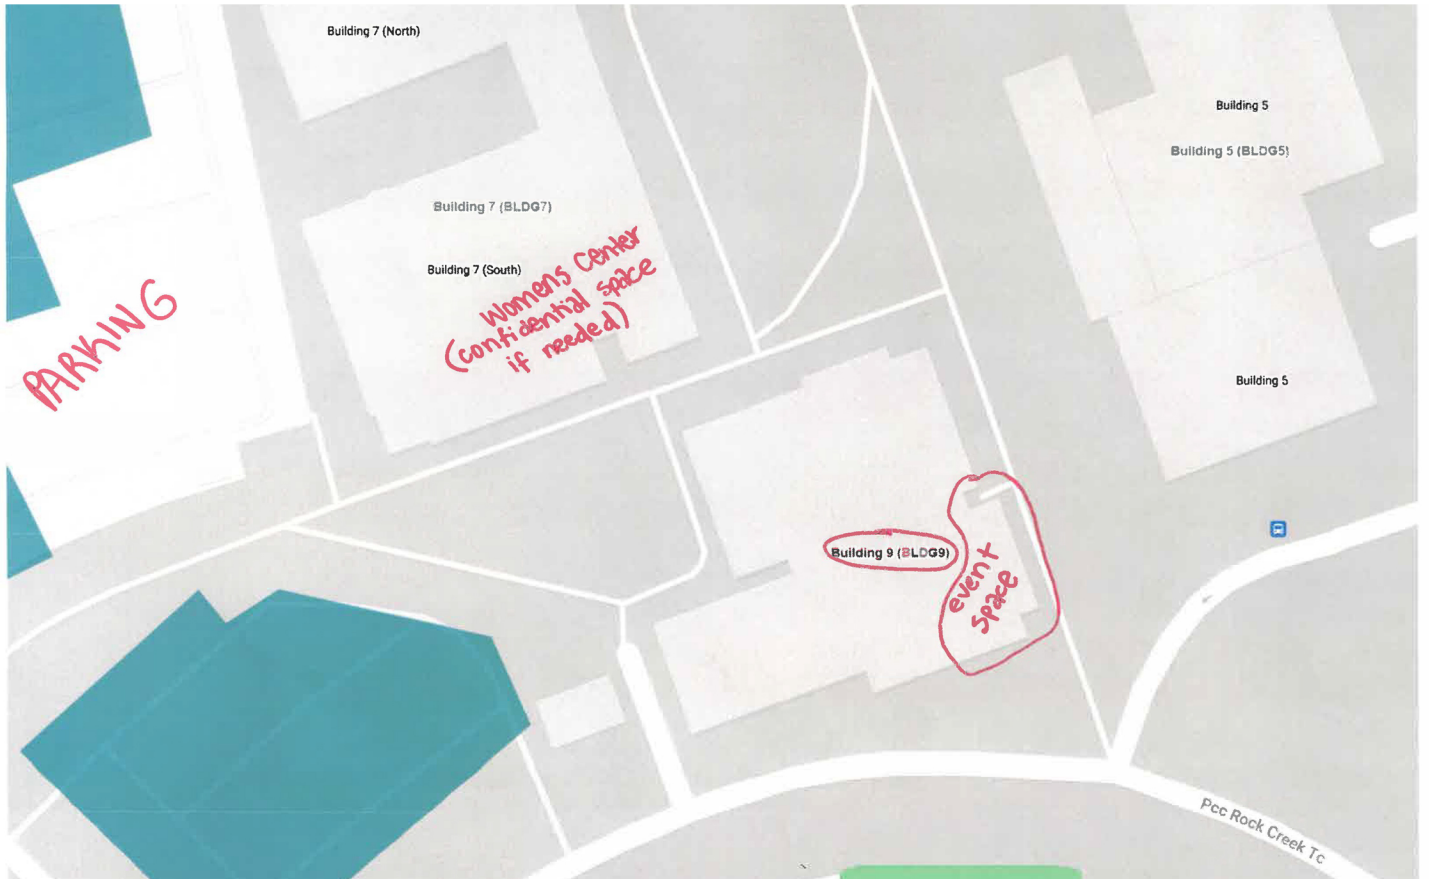 Building 7 (North)
Building 5
Building 5 (BLDG5)
Building 7 (BLDG7)
Building 7 (South)
Womens Center
(confidential space
if needed)
PARKING
Building 5
Building 9 (BLDG9)
event
space
Pcc Rock Creek Tc